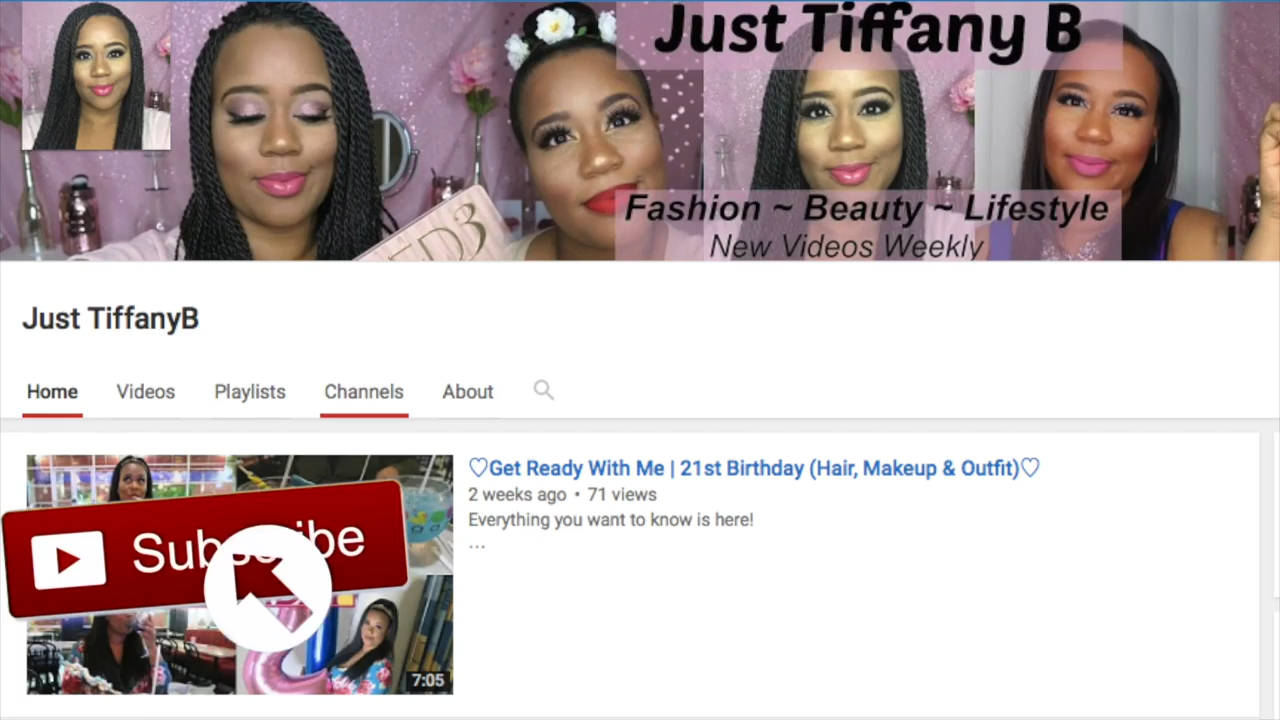 Just Tiffany B
Fashion ~ Beauty ~ Lifestyle
New Videos Weekly
Just TiffanyB
Home Videos Playlists Channels About
♡Get Ready With Me | 21st Birthday (Hair, Makeup & Outfit)♡
2 weeks ago • 71 views
Everything you want to know is here!
...
Subscribe
7:05